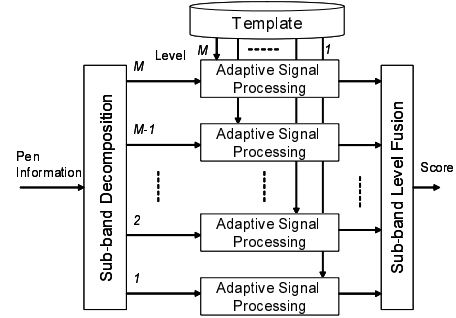 Template
Level M 1
M
Adaptive Signal
Processing
M-1
Adaptive Signal
Processing
Pen
Information
Sub-band Decomposition
Sub-band Level Fusion
Score
2
Adaptive Signal
Processing
1
Adaptive Signal
Processing